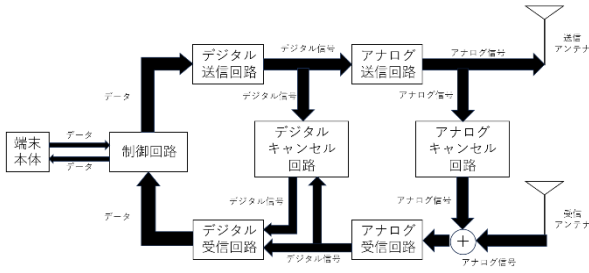 デジタル
送信回路
デジタル信号
アナログ
送信回路
アナログ信号
送信
アンテナ
データ
デジタル信号
アナログ信号
端末
本体
データ
データ
制御回路
デジタル
キャンセル
回路
アナログ
キャンセル
回路
データ
デジタル信号
アナログ信号
デジタル
受信回路
デジタル信号
アナログ
受信回路
+
アナログ信号
受信
アンテナ